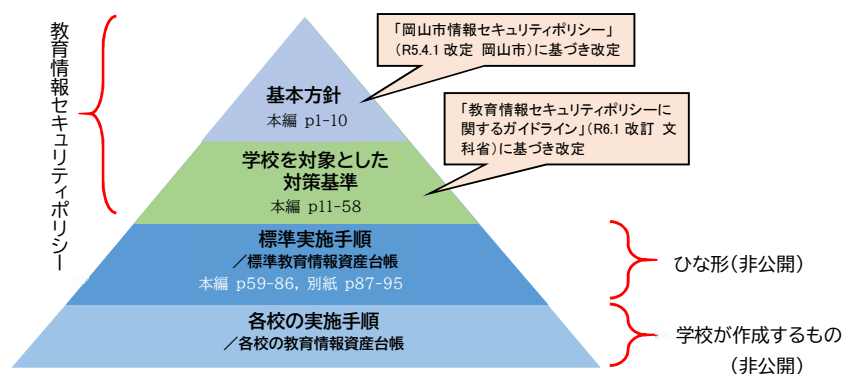 教育情報セキュリティポリシー
「岡山市情報セキュリティポリシー」
（R5.4.1 改定 岡山市）に基づき改定
基本方針
本編 p1-10
「教育情報セキュリティポリシーに
関するガイドライン」（R6.1 改訂 文
科省）に基づき改定
学校を対象とした
対策基準
本編 p11-58
標準実施手順
／標準教育情報資産台帳
本編 p59-86, 別紙 p87-95
ひな形（非公開）
各校の実施手順
／各校の教育情報資産台帳
学校が作成するもの
（非公開）